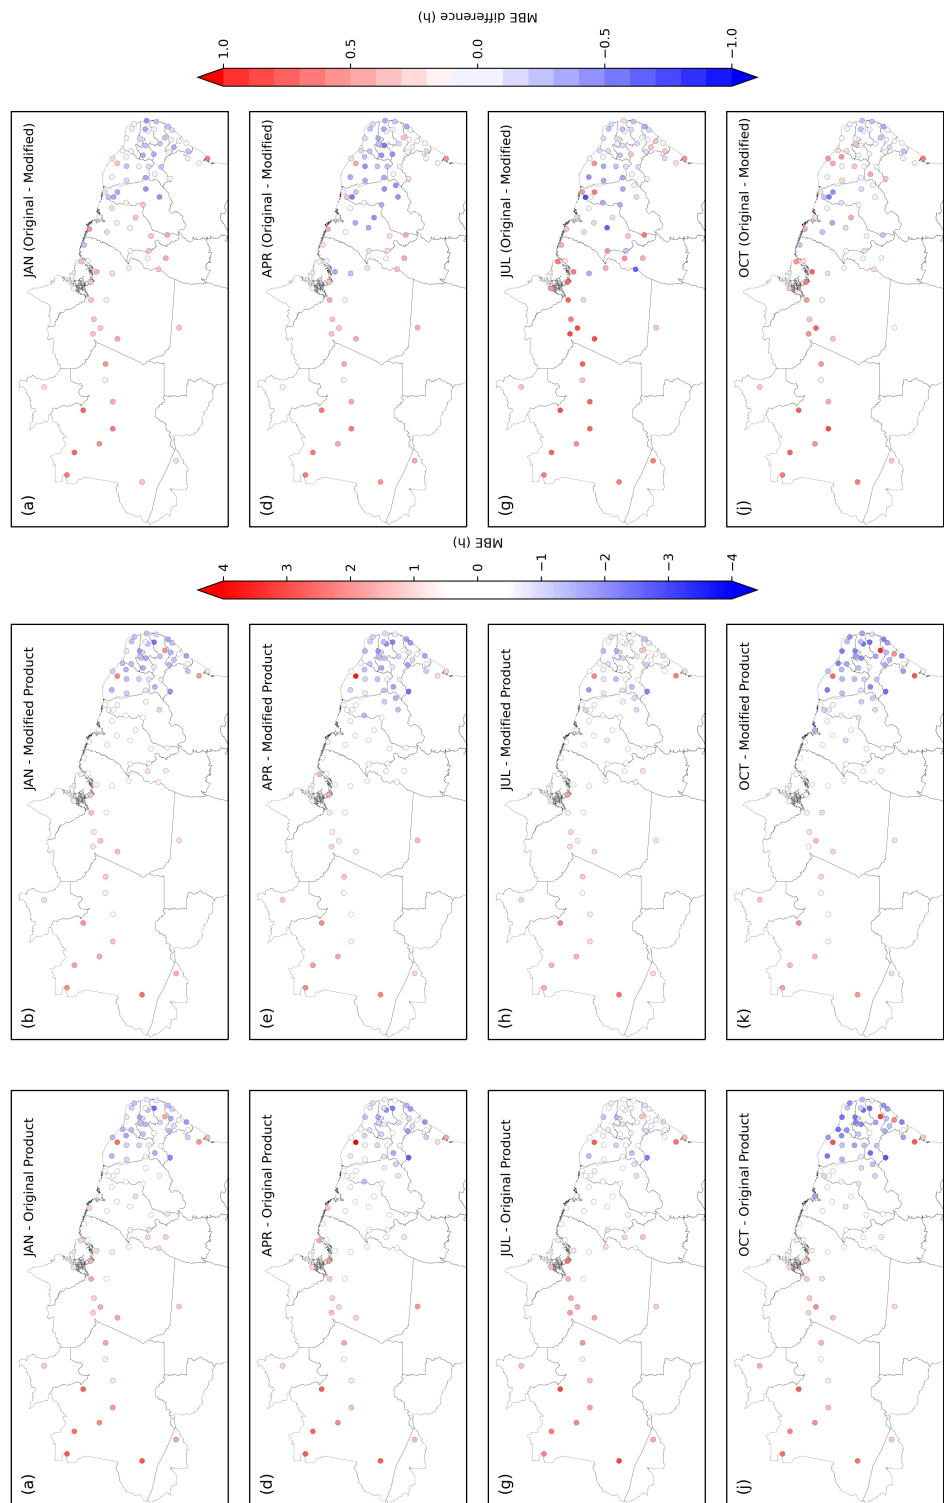 MBE difference (h)
1.0 0.5 0.0 −0.5 −1.0
JAN (Original - Modified)
(a)
APR (Original - Modified)
(d)
JUL (Original - Modified)
(g)
OCT (Original - Modified)
(j)
MBE (h)
4 3 2 1 0 −1 −2 −3 −4
JAN - Modified Product
(b)
APR - Modified Product
(e)
JUL - Modified Product
(h)
OCT - Modified Product
(k)
JAN - Original Product
(a)
APR - Original Product
(d)
JUL - Original Product
(g)
OCT - Original Product
(j)